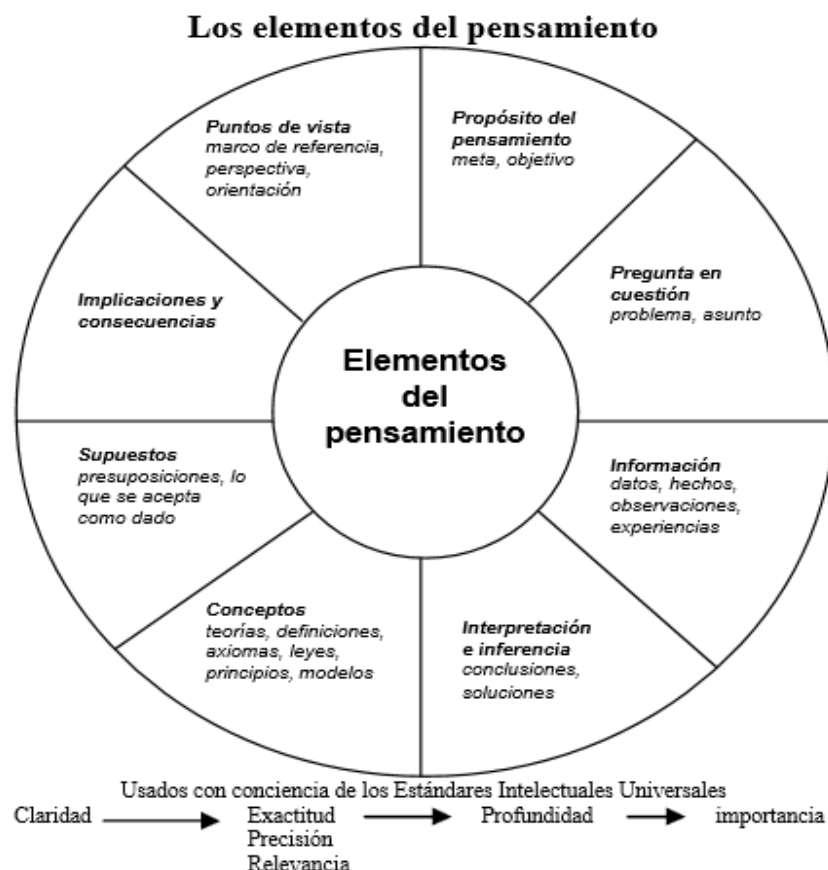 Los elementos del pensamiento
Puntos de vista
marco de referencia,
perspectiva,
orientación
Propósito del
pensamiento
meta, objetivo
Pregunta en
cuestión
problema, asunto
Información
datos, hechos,
observaciones,
experiencias
Interpretación
e inferencia
conclusiones,
soluciones
Conceptos
teorías, definiciones,
axiomas, leyes,
principios, modelos
Supuestos
presuposiciones, lo
que se acepta
como dado
Implicaciones y
consecuencias
Elementos
del
pensamiento
Usados con conciencia de los Estándares Intelectuales Universales
Claridad Exactitud Profundidad importancia
Precisión
Relevancia